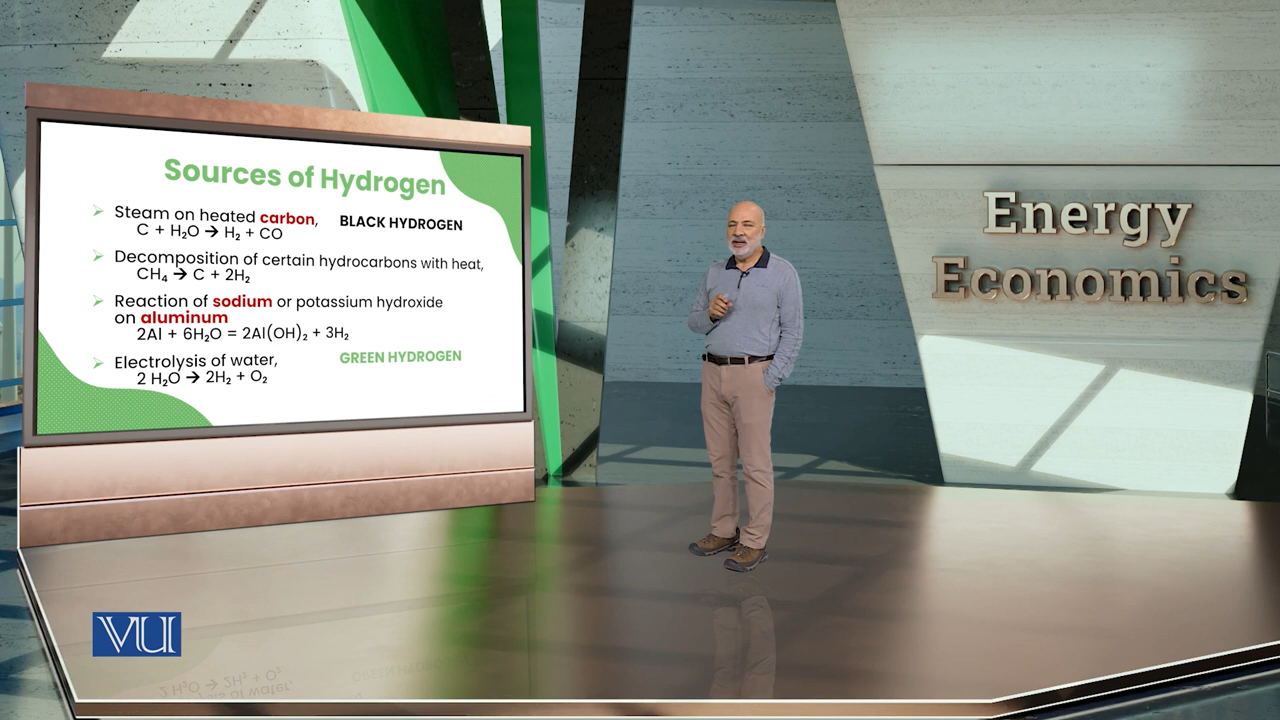 Sources of Hydrogen
Steam on heated carbon, BLACK HYDROGEN
C + H₂O → H₂ + CO
Decomposition of certain hydrocarbons with heat,
CH₄ → C + 2H₂
Reaction of sodium or potassium hydroxide
on aluminum
2Al + 6H₂O = 2Al(OH)₂ + 3H₂
Electrolysis of water, GREEN HYDROGEN
2 H₂O → 2H₂ + O₂
Energy
Economics
VU